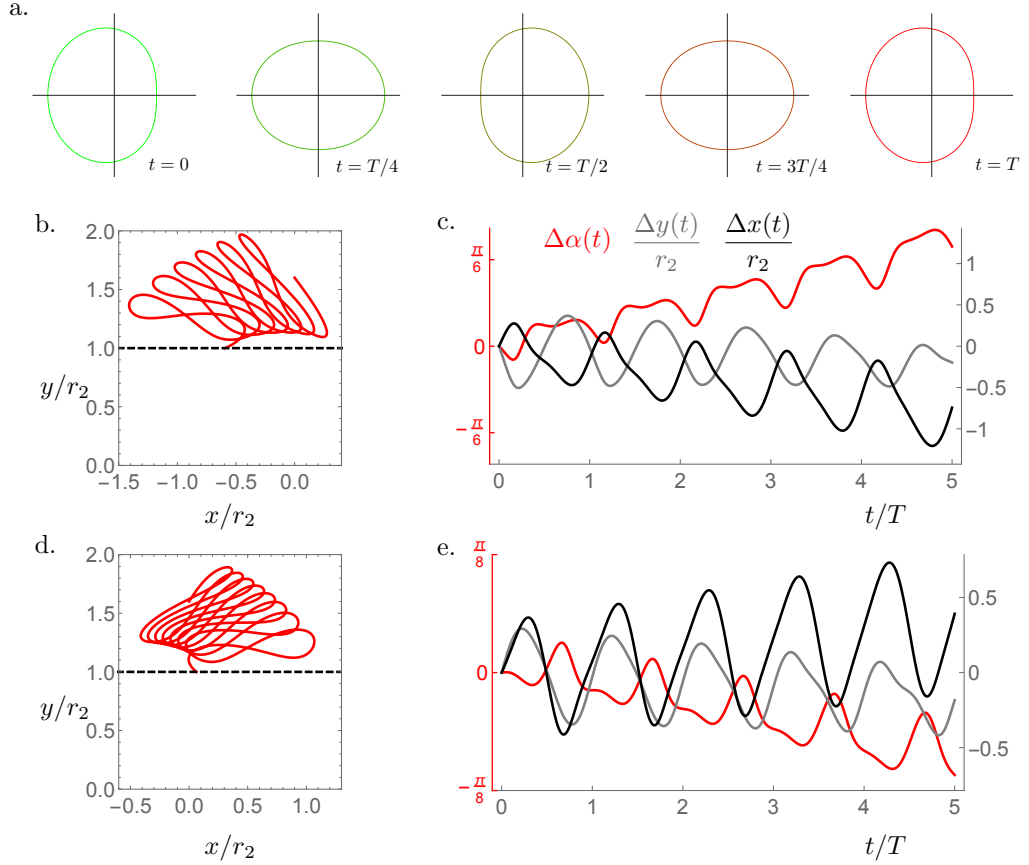 a.
t = 0
t = T/4
t = T/2
t = 3T/4
t = T
b.
2.0
1.5
1.0
y/r₂
0.5
0.0
−1.5 −1.0 −0.5 0.0
x/r₂
c.
Δα(t) Δy(t)/r₂ Δx(t)/r₂
π/6
0
−π/6
1
0.5
0
−0.5
−1
0 1 2 3 4 5
t/T
d.
2.0
1.5
1.0
y/r₂
0.5
0.0
−0.5 0.0 0.5 1.0
x/r₂
e.
π/8
0
−π/8
0.5
0
−0.5
0 1 2 3 4 5
t/T